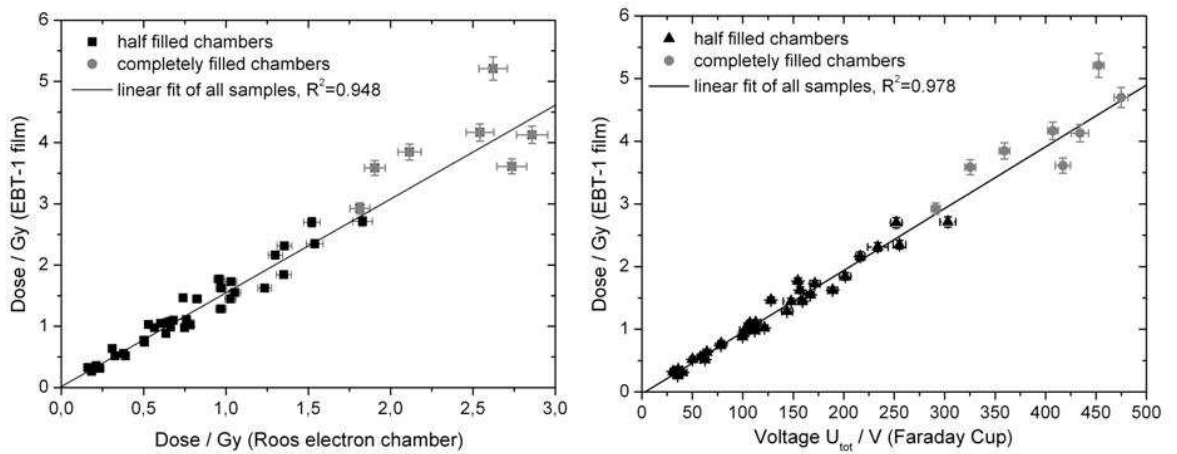 6
5
4
3
2
1
0
Dose / Gy (EBT-1 film)
half filled chambers
completely filled chambers
linear fit of all samples, R²=0.948
0,0 0,5 1,0 1,5 2,0 2,5 3,0
Dose / Gy (Roos electron chamber)
6
5
4
3
2
1
0
Dose / Gy (EBT-1 film)
half filled chambers
completely filled chambers
linear fit of all samples, R²=0.978
0 50 100 150 200 250 300 350 400 450 500
Voltage U_tot / V (Faraday Cup)